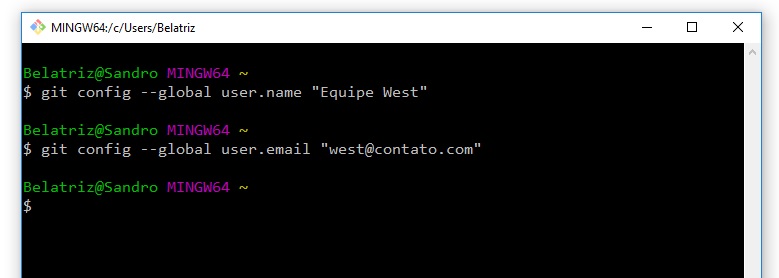 MINGW64:/c/Users/Belatriz
Belatriz@Sandro MINGW64 ~
$ git config --global user.name "Equipe West"
Belatriz@Sandro MINGW64 ~
$ git config --global user.email "west@contato.com"
Belatriz@Sandro MINGW64 ~
$